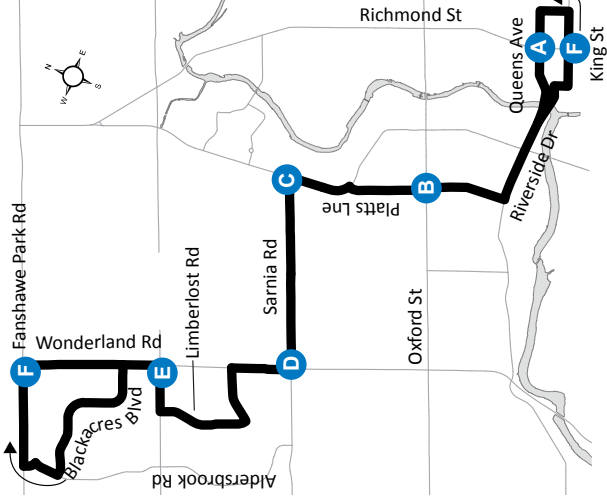 Richmond St
Queens Ave
A
F
King St
N
E
W
S
C
B
Platts Lne
Riverside Dr
Fanshawe Park Rd
Sarnia Rd
Limberlost Rd
Oxford St
Wonderland Rd
F
E
D
Blackacres Blvd
Aldersbrook Rd